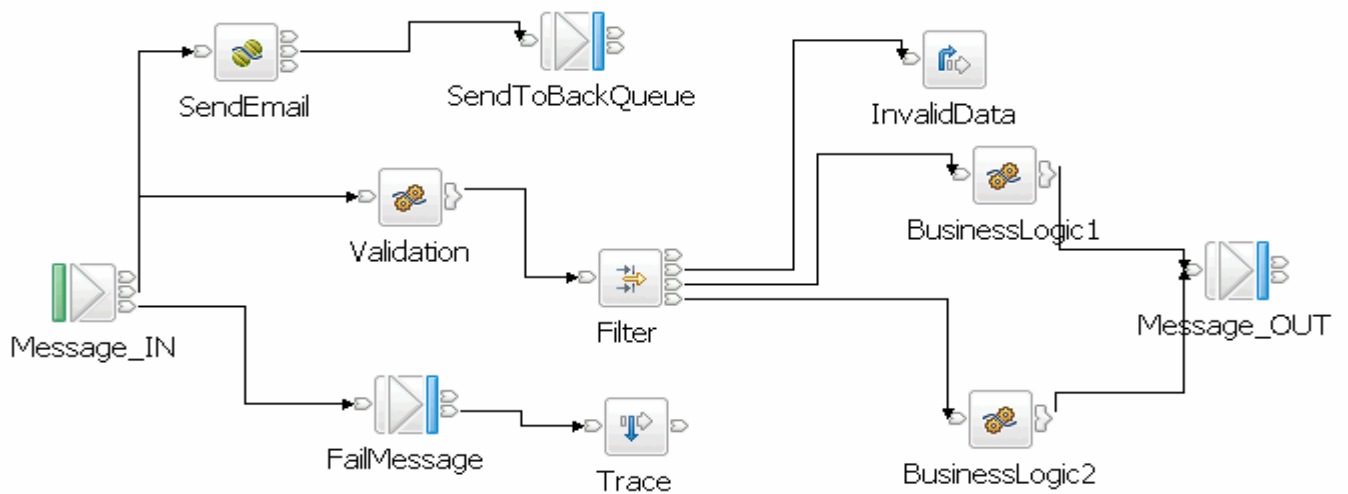 SendEmail
SendToBackQueue
InvalidData
Validation
BusinessLogic1
Message_IN
Filter
Message_OUT
FailMessage
Trace
BusinessLogic2